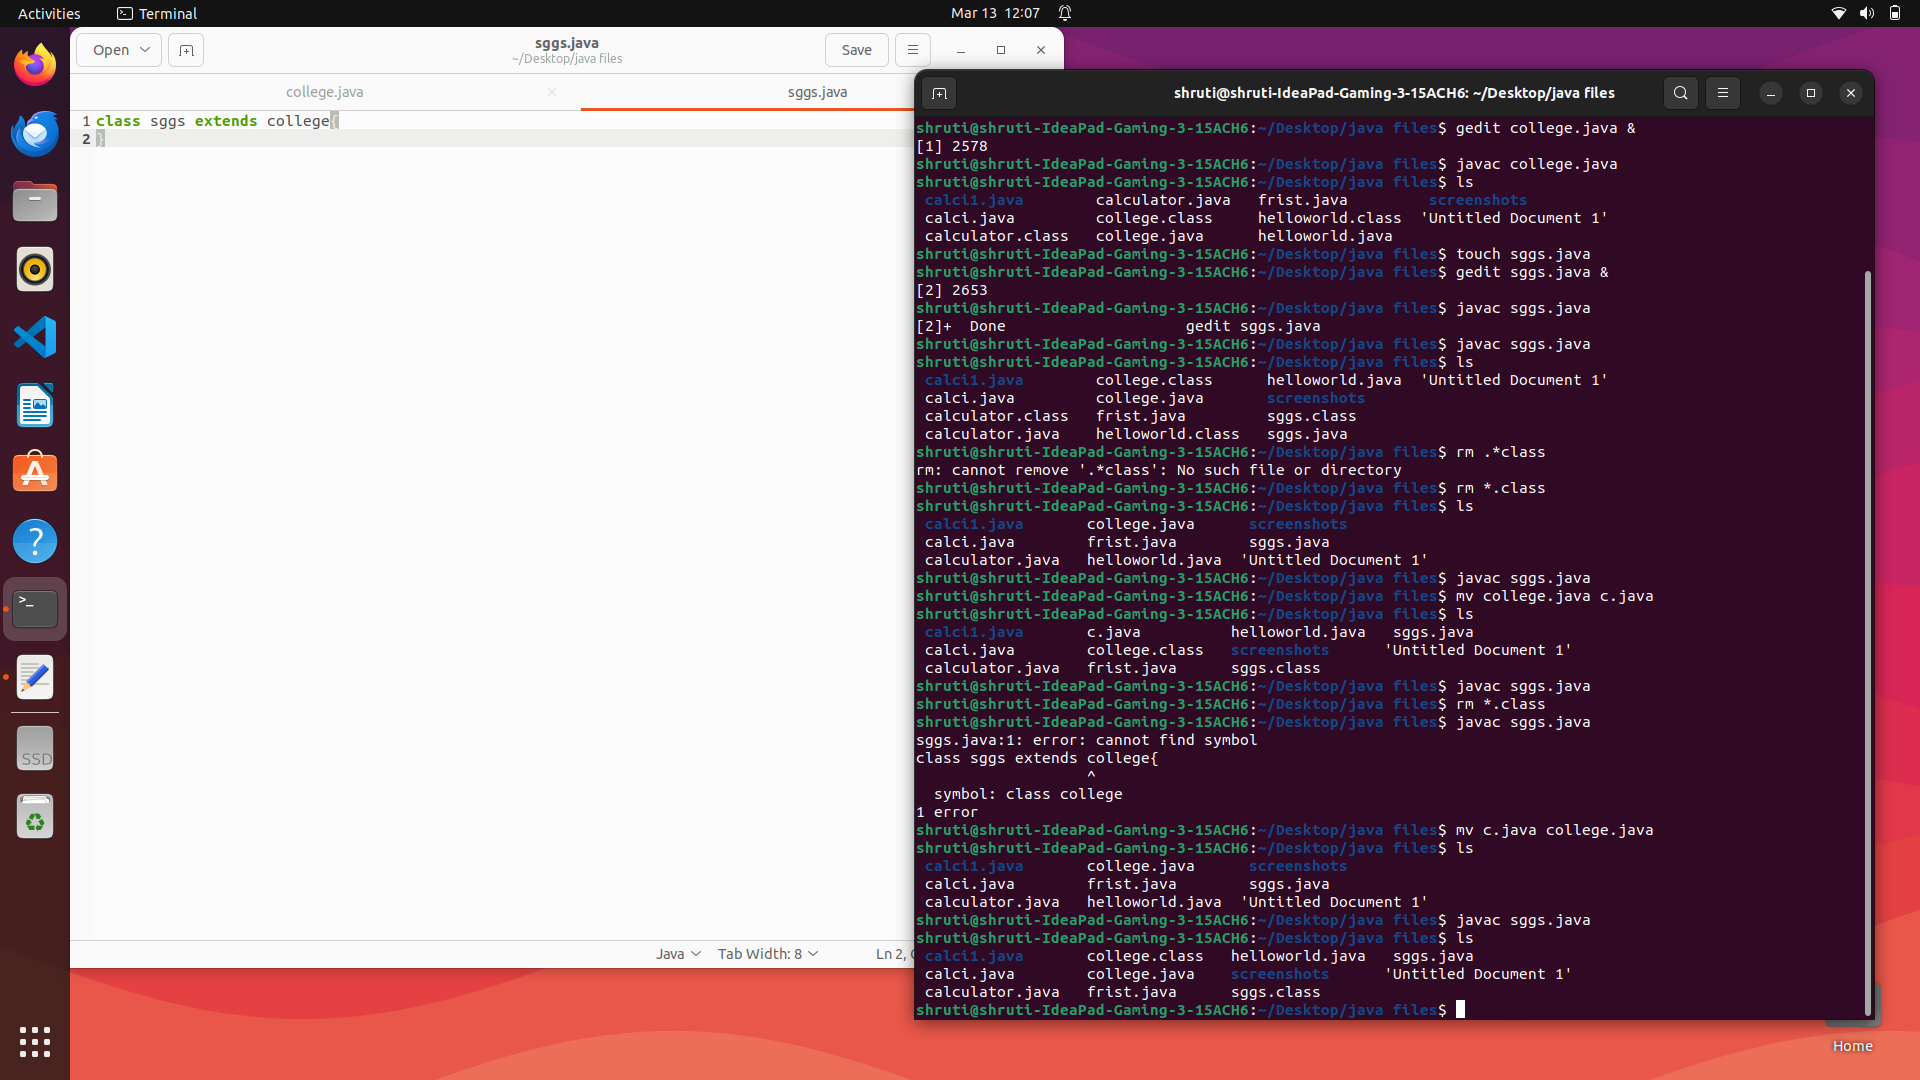 Activities
Terminal
Mar 13  12:07
Open
sggs.java
~/Desktop/java files
Save
college.java
sggs.java
1 class sggs extends college{
2 }
Java
Tab Width: 8
Ln 2,
shruti@shruti-IdeaPad-Gaming-3-15ACH6: ~/Desktop/java files
shruti@shruti-IdeaPad-Gaming-3-15ACH6:~/Desktop/java files$ gedit college.java &
[1] 2578
shruti@shruti-IdeaPad-Gaming-3-15ACH6:~/Desktop/java files$ javac college.java
shruti@shruti-IdeaPad-Gaming-3-15ACH6:~/Desktop/java files$ ls
calci1.java        calculator.java   frist.java         screenshots
calci.java         college.class     helloworld.class  'Untitled Document 1'
calculator.class   college.java      helloworld.java
shruti@shruti-IdeaPad-Gaming-3-15ACH6:~/Desktop/java files$ touch sggs.java
shruti@shruti-IdeaPad-Gaming-3-15ACH6:~/Desktop/java files$ gedit sggs.java &
[2] 2653
shruti@shruti-IdeaPad-Gaming-3-15ACH6:~/Desktop/java files$ javac sggs.java
[2]+  Done                    gedit sggs.java
shruti@shruti-IdeaPad-Gaming-3-15ACH6:~/Desktop/java files$ javac sggs.java
shruti@shruti-IdeaPad-Gaming-3-15ACH6:~/Desktop/java files$ ls
calci1.java        college.class      helloworld.java  'Untitled Document 1'
calci.java         college.java       screenshots
calculator.class   frist.java         sggs.class
calculator.java    helloworld.class   sggs.java
shruti@shruti-IdeaPad-Gaming-3-15ACH6:~/Desktop/java files$ rm .*class
rm: cannot remove '.*class': No such file or directory
shruti@shruti-IdeaPad-Gaming-3-15ACH6:~/Desktop/java files$ rm *.class
shruti@shruti-IdeaPad-Gaming-3-15ACH6:~/Desktop/java files$ ls
calci1.java       college.java      screenshots
calci.java        frist.java        sggs.java
calculator.java   helloworld.java  'Untitled Document 1'
shruti@shruti-IdeaPad-Gaming-3-15ACH6:~/Desktop/java files$ javac sggs.java
shruti@shruti-IdeaPad-Gaming-3-15ACH6:~/Desktop/java files$ mv college.java c.java
shruti@shruti-IdeaPad-Gaming-3-15ACH6:~/Desktop/java files$ ls
calci1.java       c.java          helloworld.java   sggs.java
calci.java        college.class   screenshots      'Untitled Document 1'
calculator.java   frist.java      sggs.class
shruti@shruti-IdeaPad-Gaming-3-15ACH6:~/Desktop/java files$ javac sggs.java
shruti@shruti-IdeaPad-Gaming-3-15ACH6:~/Desktop/java files$ rm *.class
shruti@shruti-IdeaPad-Gaming-3-15ACH6:~/Desktop/java files$ javac sggs.java
sggs.java:1: error: cannot find symbol
class sggs extends college{
^
symbol: class college
1 error
shruti@shruti-IdeaPad-Gaming-3-15ACH6:~/Desktop/java files$ mv c.java college.java
shruti@shruti-IdeaPad-Gaming-3-15ACH6:~/Desktop/java files$ ls
calci1.java       college.java      screenshots
calci.java        frist.java        sggs.java
calculator.java   helloworld.java  'Untitled Document 1'
shruti@shruti-IdeaPad-Gaming-3-15ACH6:~/Desktop/java files$ javac sggs.java
shruti@shruti-IdeaPad-Gaming-3-15ACH6:~/Desktop/java files$ ls
calci1.java       college.class   helloworld.java   sggs.java
calci.java        college.java    screenshots      'Untitled Document 1'
calculator.java   frist.java      sggs.class
shruti@shruti-IdeaPad-Gaming-3-15ACH6:~/Desktop/java files$
SSD
Home